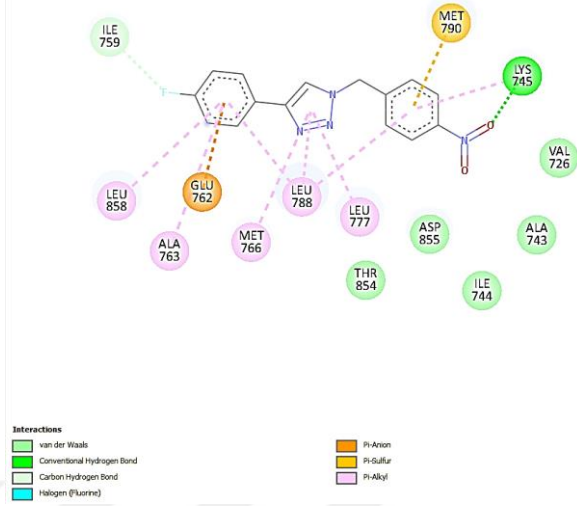 MET
790
ILE
759
LYS
745
N
N
N
N
O
O
VAL
726
GLU
762
LEU
788
LEU
858
LEU
777
ASP
855
ALA
743
MET
766
ALA
763
THR
854
ILE
744
Interactions
van der Waals
Conventional Hydrogen Bond
Carbon Hydrogen Bond
Halogen (Fluorine)
Pi-Anion
Pi-Sulfur
Pi-Alkyl